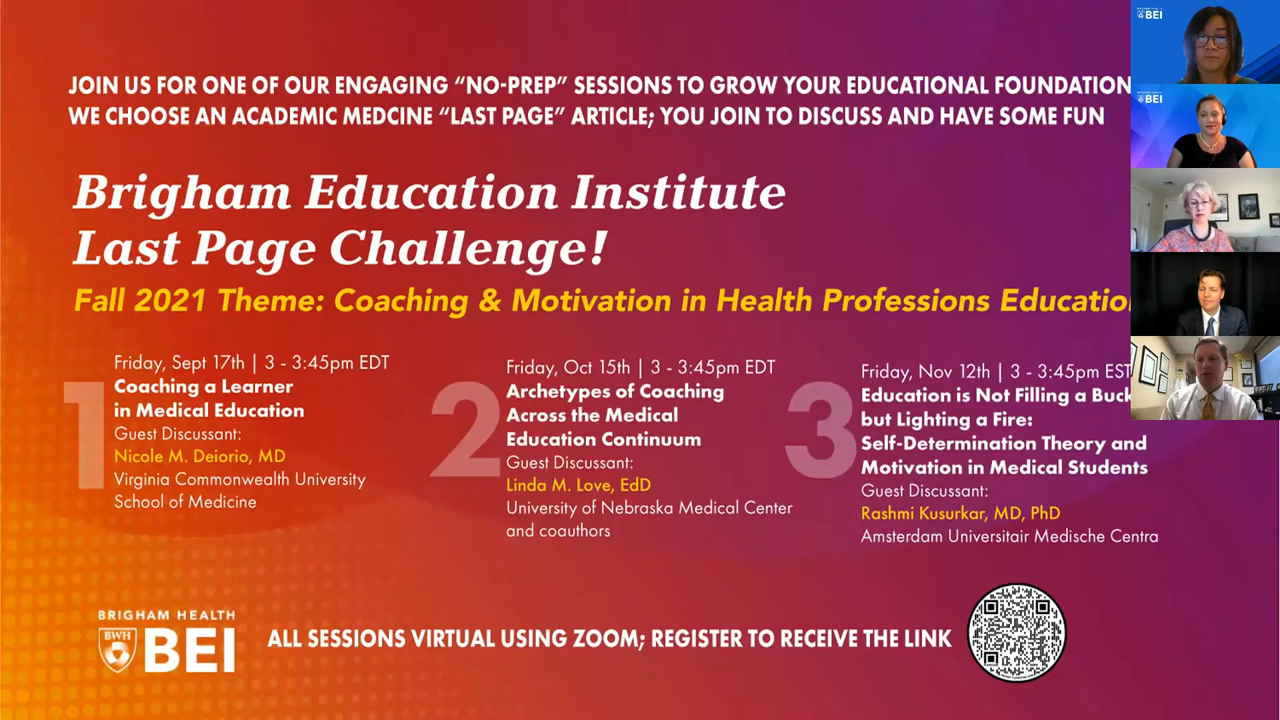 JOIN US FOR ONE OF OUR ENGAGING “NO-PREP” SESSIONS TO GROW YOUR EDUCATIONAL FOUNDATION
WE CHOOSE AN ACADEMIC MEDCINE “LAST PAGE” ARTICLE; YOU JOIN TO DISCUSS AND HAVE SOME FUN
Brigham Education Institute
Last Page Challenge!
Fall 2021 Theme: Coaching & Motivation in Health Professions Educatio
1
Friday, Sept 17th | 3 - 3:45pm EDT
Coaching a Learner
in Medical Education
Guest Discussant:
Nicole M. Deiorio, MD
Virginia Commonwealth University
School of Medicine
2
Friday, Oct 15th | 3 - 3:45pm EDT
Archetypes of Coaching
Across the Medical
Education Continuum
Guest Discussant:
Linda M. Love, EdD
University of Nebraska Medical Center
and coauthors
3
Friday, Nov 12th | 3 - 3:45pm EST
Education is Not Filling a Buck
but Lighting a Fire:
Self-Determination Theory and
Motivation in Medical Students
Guest Discussant:
Rashmi Kusurkar, MD, PhD
Amsterdam Universitair Medische Centra
BRIGHAM HEALTH
BWH
BEI
ALL SESSIONS VIRTUAL USING ZOOM; REGISTER TO RECEIVE THE LINK
BEI
BEI